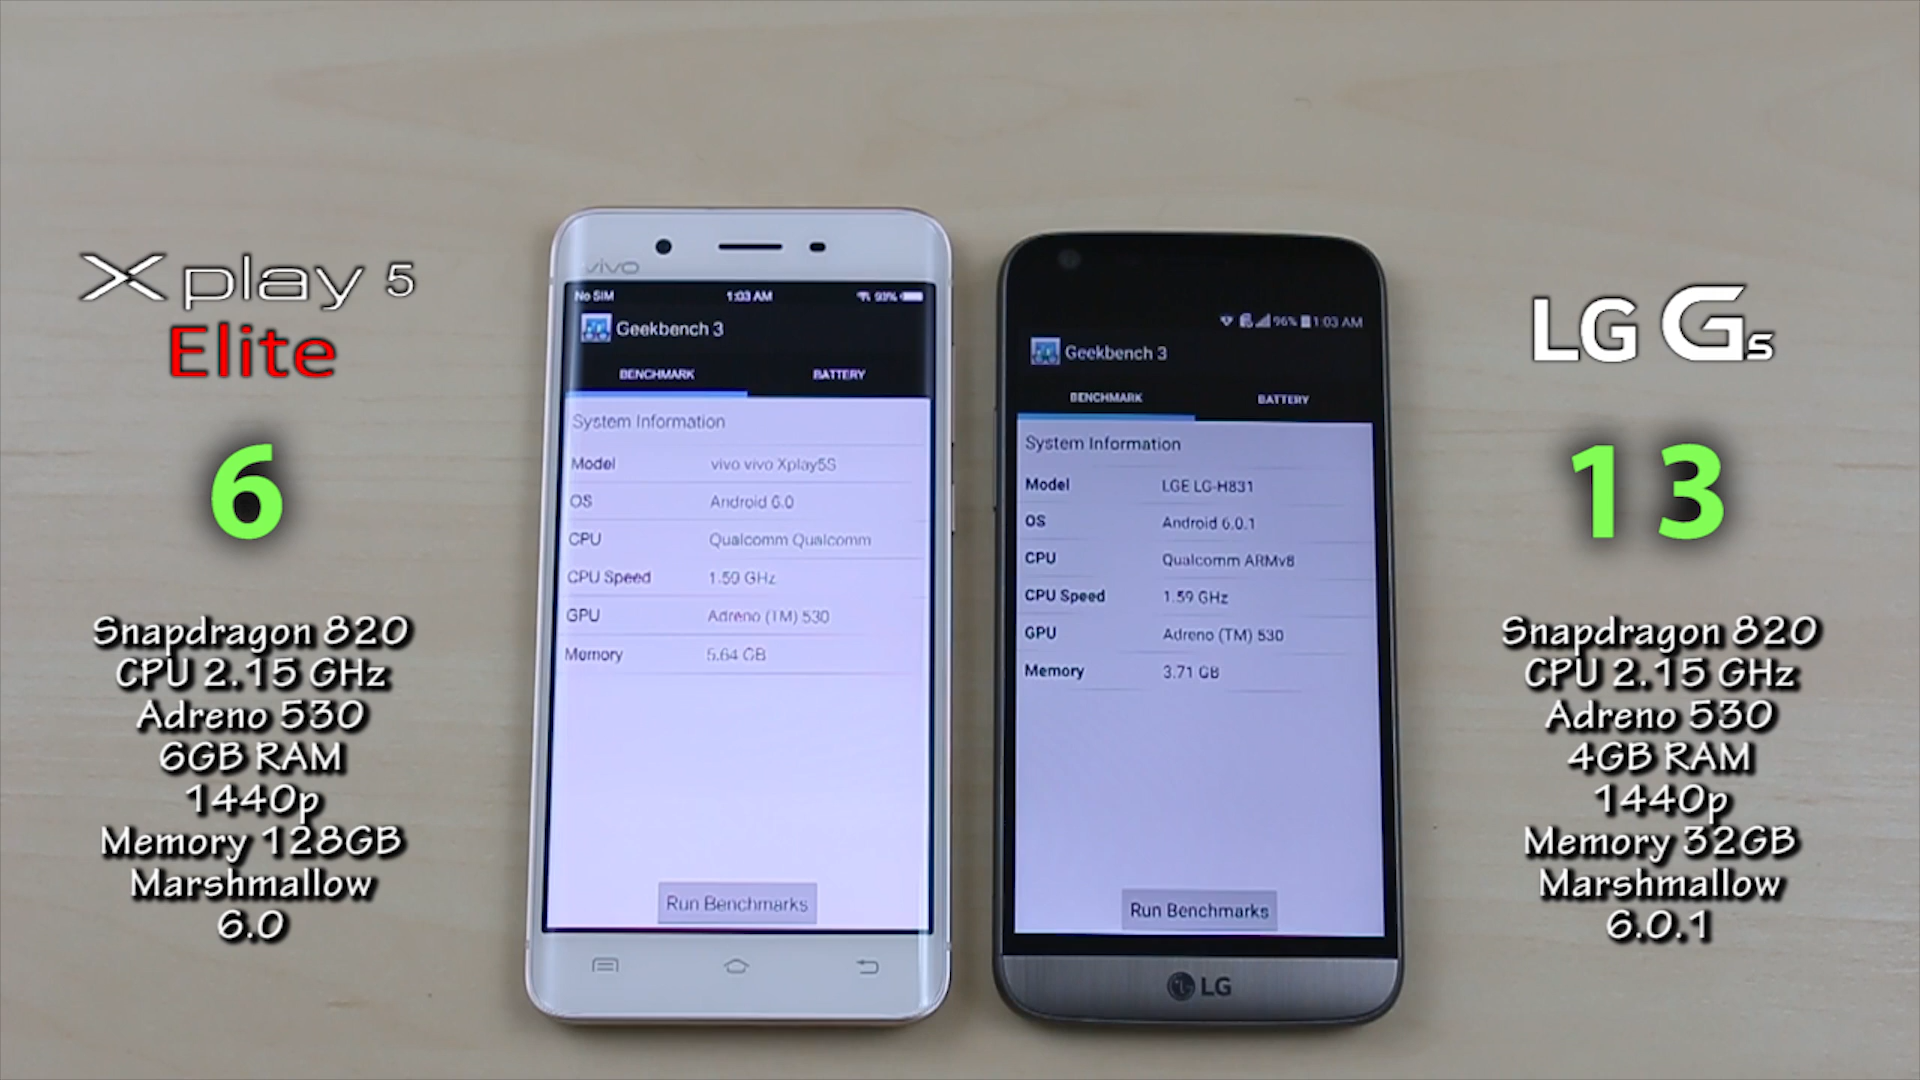 X play 5
Elite
6
Snapdragon 820
CPU 2.15 GHz
Adreno 530
6GB RAM
1440p
Memory 128GB
Marshmallow
6.0
vivo
No SIM 1:03 AM 93%
Geekbench 3
BENCHMARK BATTERY
System Information
Model vivo vivo Xplay5S
OS Android 6.0
CPU Qualcomm Qualcomm
CPU Speed 1.59 GHz
GPU Adreno (TM) 530
Memory 5.64 GB
Run Benchmarks
96% 1:03 AM
Geekbench 3
BENCHMARK BATTERY
System Information
Model LGE LG-H831
OS Android 6.0.1
CPU Qualcomm ARMv8
CPU Speed 1.59 GHz
GPU Adreno (TM) 530
Memory 3.71 GB
Run Benchmarks
LG
LG G5
13
Snapdragon 820
CPU 2.15 GHz
Adreno 530
4GB RAM
1440p
Memory 32GB
Marshmallow
6.0.1